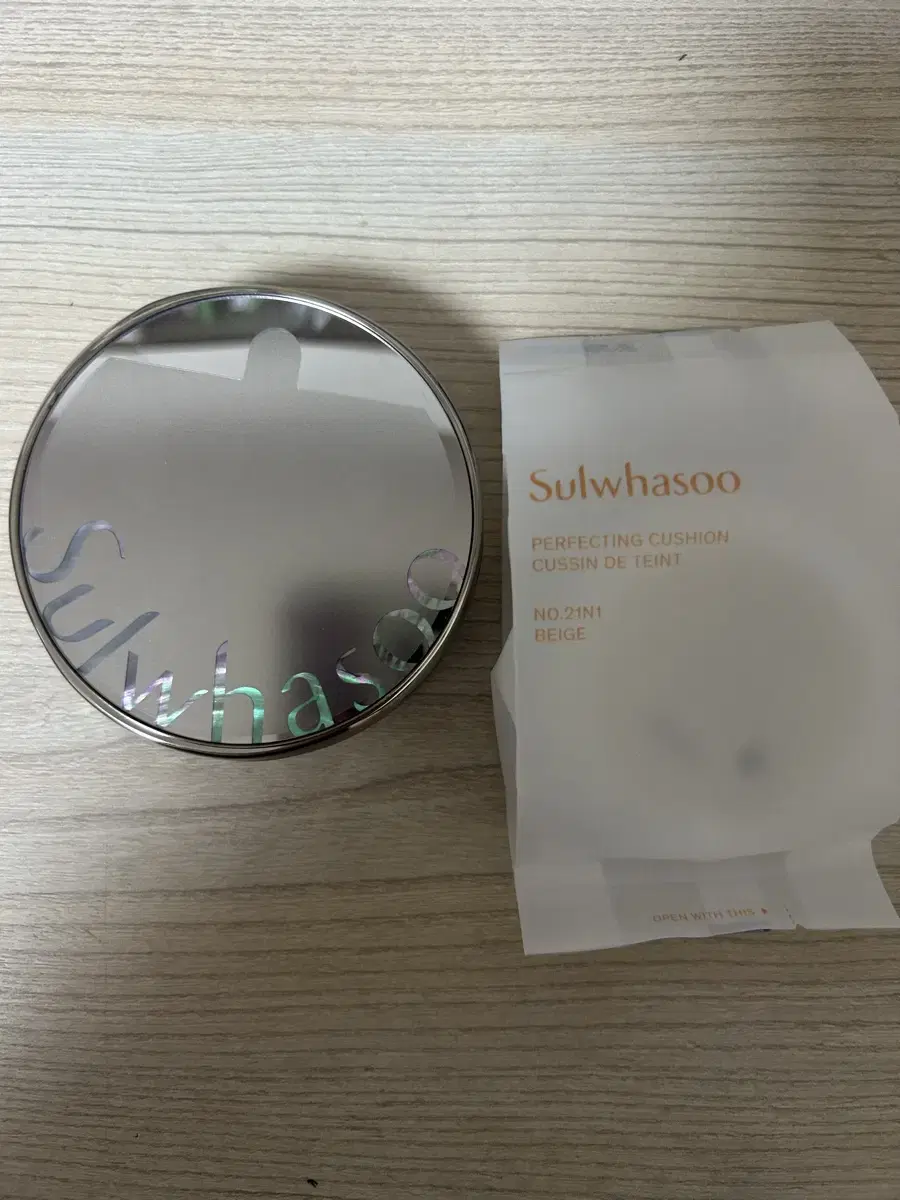 Sulwhasoo
Sulwhasoo
PERFECTING CUSHION
CUSSIN DE TEINT
NO.21N1
BEIGE
OPEN WITH THIS